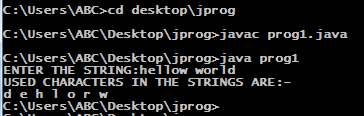 C:\Users\ABC>cd desktop\jprog
C:\Users\ABC\Desktop\jprog>javac prog1.java
C:\Users\ABC\Desktop\jprog>java prog1
ENTER THE STRING:hellow world
USED CHARACTERS IN THE STRINGS ARE:-
d e h l o r w
C:\Users\ABC\Desktop\jprog>